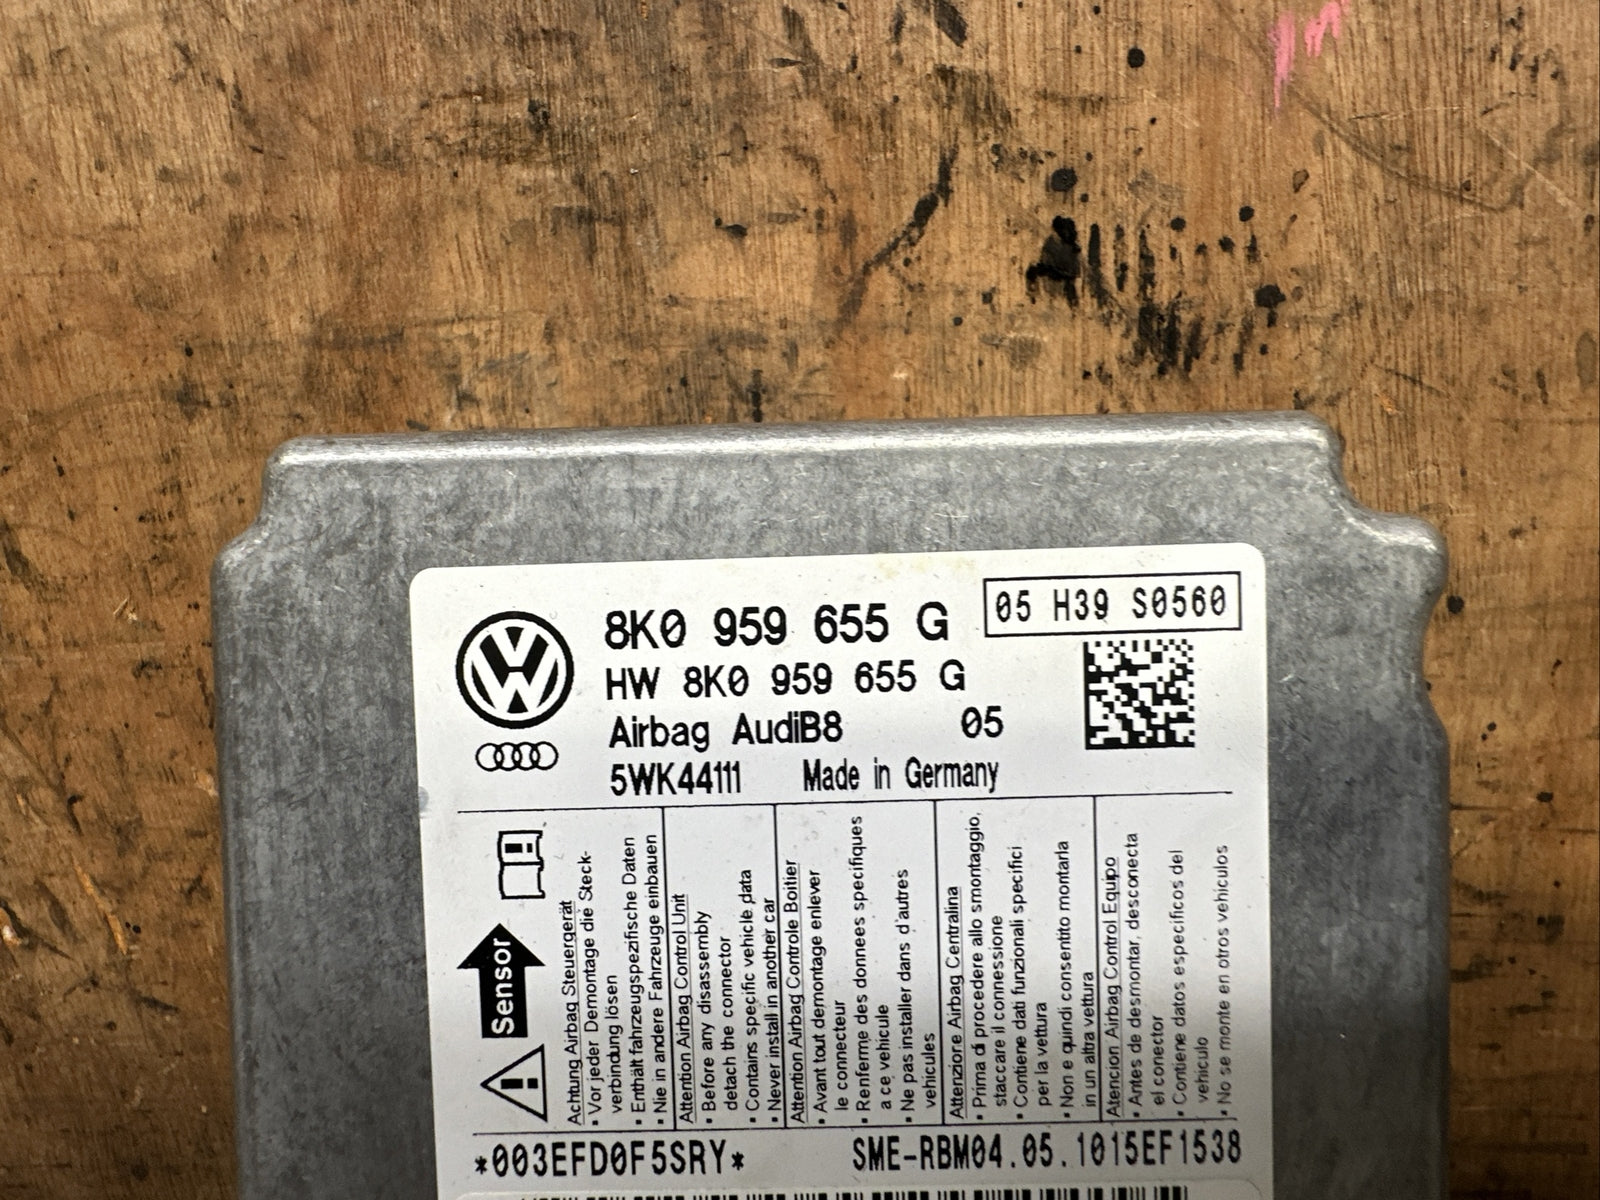 8K0 959 655 G
05 H39 S0560
HW 8K0 959 655 G
Airbag AudiB8 05
5WK44111 Made in Germany
Sensor
Achtung Airbag Steuergerät
• Vor jeder Demontage die Steck-
verbindung lösen
• Enthält fahrzeugspezifische Daten
• Nie in andere Fahrzeuge einbauen
Attention Airbag Control Unit
• Before any disassembly
detach the connector
• Contains specific vehicle data
• Never install in another car
Attention Airbag Controle Boitier
• Avant tout demontage enlever
le connecteur
• Renferme des donnees specifiques
a ce vehicule
• Ne pas installer dans d'autres
vehicules
Attenzione Airbag Centralina
• Prima di procedere allo smontaggio,
staccare il connessione
• Contiene dati funzionali specifici
per la vettura
• Non e quindi consentito montarla
in un altra vettura
Atencion Airbag Control Equipo
• Antes de desmontar, desconecta
el conector
• Contiene datos especificos del
vehiculo
• No se monte en otros vehiculos
*003EFD0F5SRY*
SME-RBM04.05.1015EF1538